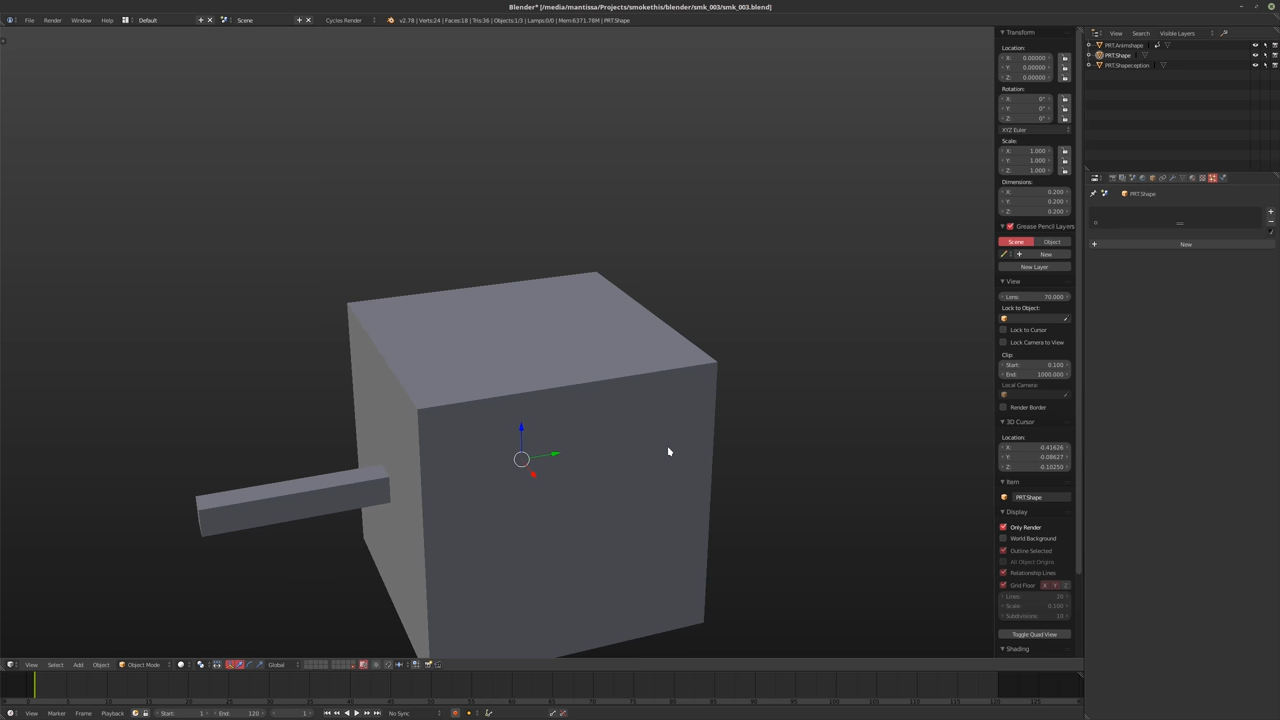 Blender* [/media/mantissa/Projects/smokethis/blender/smk_003/smk_003.blend]
File Render Window Help Default Scene Cycles Render v2.78 | Verts:24 | Faces:18 | Tris:36 | Objects:1/3 | Lamps:0/0 | Mem:6371.78M | PRT.Shape
Transform
Location:
X: 0.00000
Y: 0.00000
Z: 0.00000
Rotation:
X: 0°
Y: 0°
Z: 0°
XYZ Euler
Scale:
X: 1.000
Y: 1.000
Z: 1.000
Dimensions:
X: 0.200
Y: 0.200
Z: 0.200
Grease Pencil Layers
Scene Object
New
New Layer
View
Lens: 70.000
Lock to Object:
Lock to Cursor
Lock Camera to View
Clip:
Start: 0.100
End: 1000.000
Local Camera:
Render Border
3D Cursor
Location:
X: -0.41626
Y: -0.08627
Z: -0.10250
Item
PRT.Shape
Display
Only Render
World Background
Outline Selected
All Object Origins
Relationship Lines
Grid Floor X Y Z
Lines: 20
Scale: 0.100
Subdivisions: 10
Toggle Quad View
Shading
View Search Visible Layers
PRT.Animshape
PRT.Shape
PRT.Shapeception
PRT.Shape
New
View Select Add Object Object Mode Global
View Marker Frame Playback Start: 1 End: 120 1 No Sync